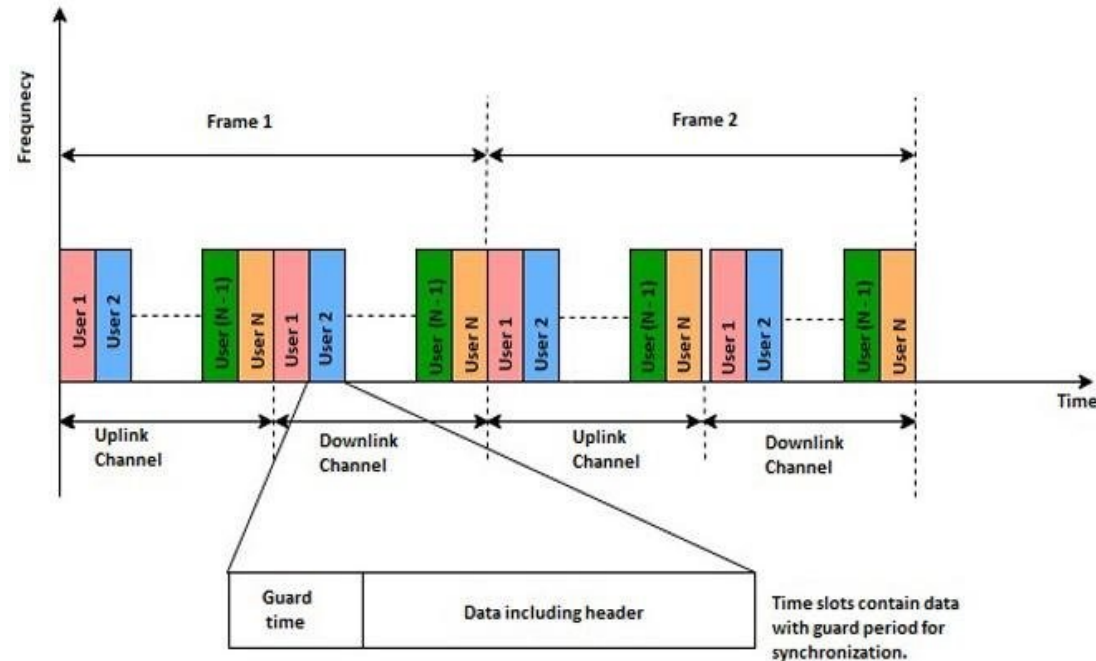 Frequnecy
Frame 1
Frame 2
User 1
User 2
User (N - 1)
User N
User 1
User 2
User (N - 1)
User N
User 1
User 2
User (N - 1)
User N
User 1
User 2
User (N - 1)
User N
Time
Uplink
Channel
Downlink
Channel
Uplink
Channel
Downlink
Channel
Guard
time
Data including header
Time slots contain data
with guard period for
synchronization.